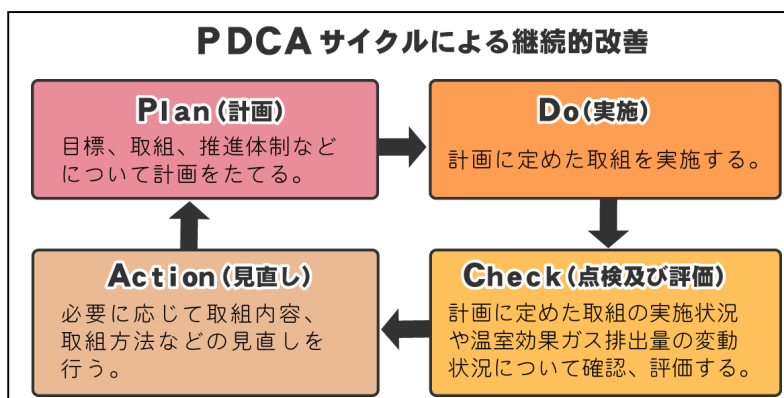 PDCAサイクルによる継続的改善
Plan(計画)
目標、取組、推進体制など
について計画をたてる。
Do(実施)
計画に定めた取組を実施する。
Check(点検及び評価)
計画に定めた取組の実施状況
や温室効果ガス排出量の変動
状況について確認、評価する。
Action(見直し)
必要に応じて取組内容、
取組方法などの見直しを
行う。